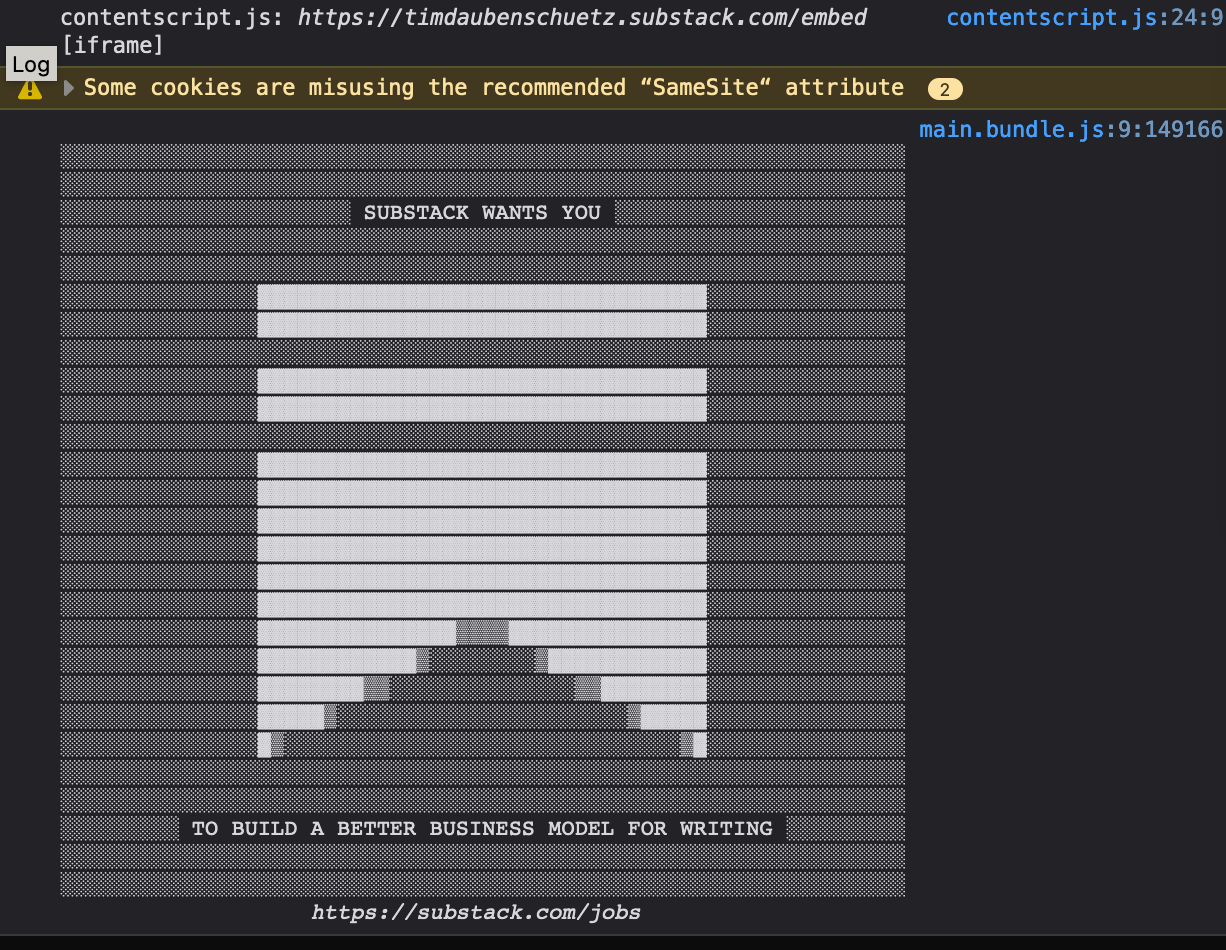 contentscript.js: https://timdaubenschuetz.substack.com/embed contentscript.js:24:9
[iframe]
Log
Some cookies are misusing the recommended “SameSite“ attribute 2
main.bundle.js:9:149166
SUBSTACK WANTS YOU
TO BUILD A BETTER BUSINESS MODEL FOR WRITING
https://substack.com/jobs